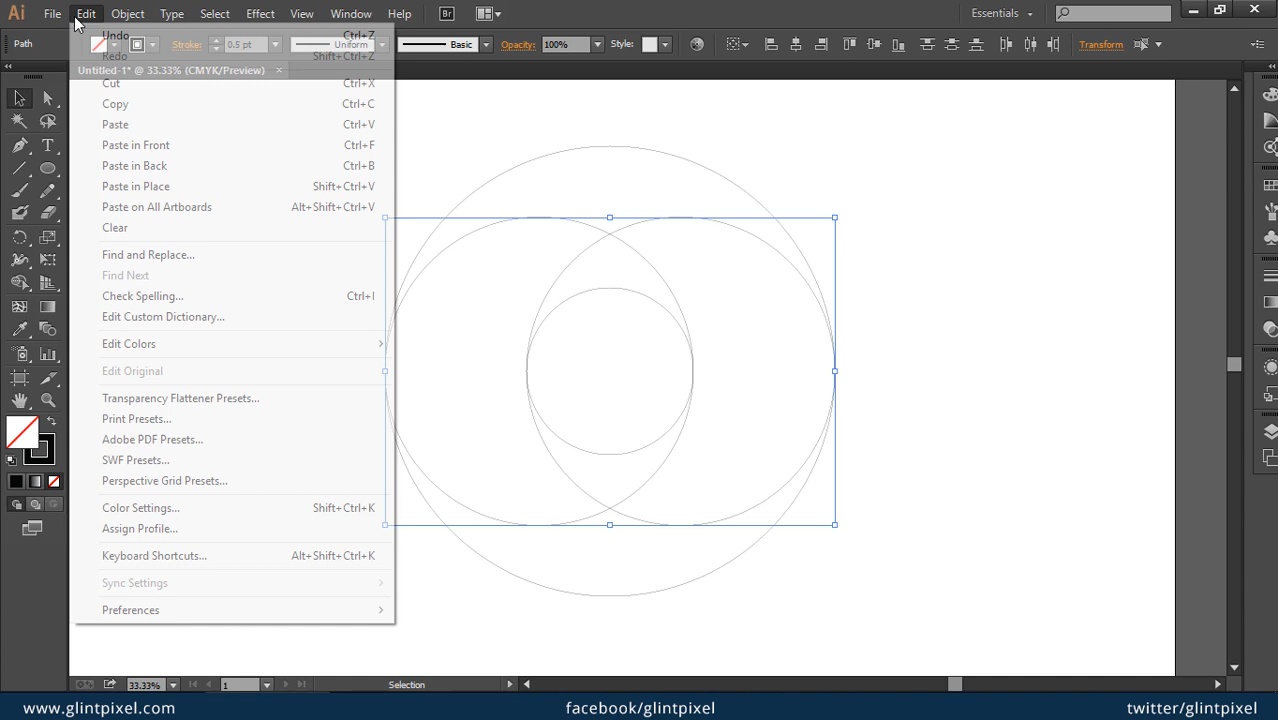 Ai File Edit Object Type Select Effect View Window Help Br Essentials
Path Stroke: 0.5 pt Uniform Basic Opacity: 100% Style: Transform
Undo Ctrl+Z
Redo Shift+Ctrl+Z
Untitled-1* @ 33.33% (CMYK/Preview) ×
Cut Ctrl+X
Copy Ctrl+C
Paste Ctrl+V
Paste in Front Ctrl+F
Paste in Back Ctrl+B
Paste in Place Shift+Ctrl+V
Paste on All Artboards Alt+Shift+Ctrl+V
Clear
Find and Replace...
Find Next
Check Spelling... Ctrl+I
Edit Custom Dictionary...
Edit Colors
Edit Original
Transparency Flattener Presets...
Print Presets...
Adobe PDF Presets...
SWF Presets...
Perspective Grid Presets...
Color Settings... Shift+Ctrl+K
Assign Profile...
Keyboard Shortcuts... Alt+Shift+Ctrl+K
Sync Settings
Preferences
33.33% 1 Selection
www.glintpixel.com facebook/glintpixel twitter/glintpixel